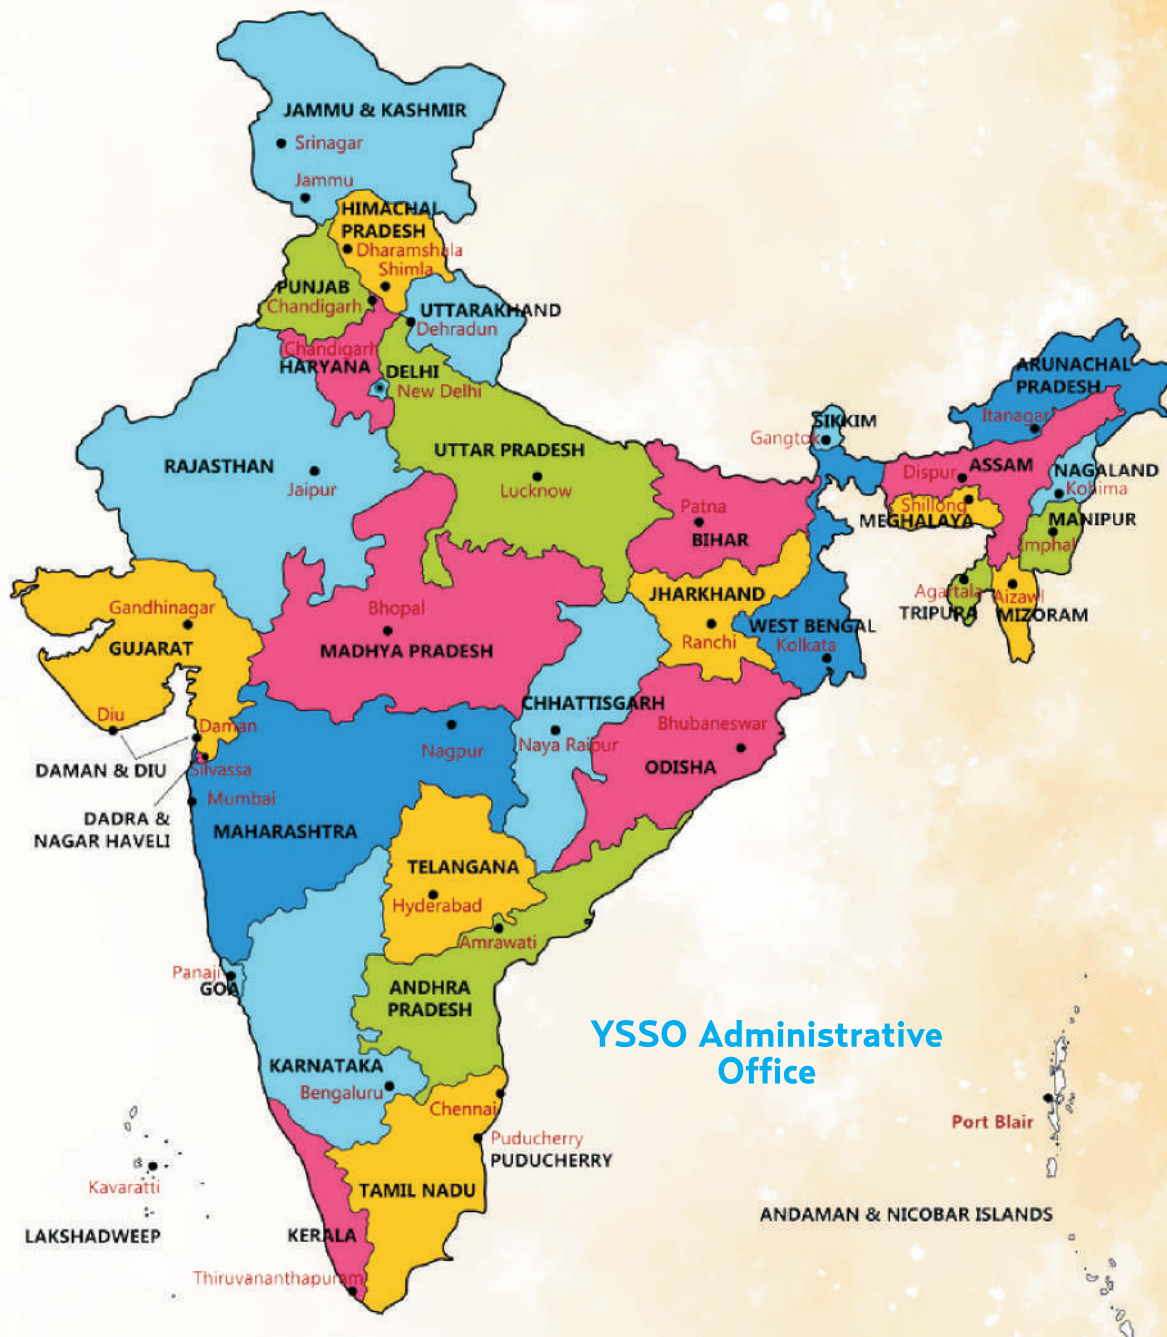 JAMMU & KASHMIR
Srinagar
Jammu
HIMACHAL
PRADESH
Dharamshala
Shimla
PUNJAB
Chandigarh
UTTARAKHAND
Dehradun
Chandigarh
HARYANA
DELHI
New Delhi
ARUNACHAL
PRADESH
Itanagar
SIKKIM
Gangtok
UTTAR PRADESH
Lucknow
RAJASTHAN
Jaipur
Dispur
ASSAM
NAGALAND
Kohima
Shillong
MEGHALAYA
MANIPUR
Imphal
Patna
BIHAR
Agartala
TRIPURA
Aizawl
MIZORAM
JHARKHAND
Ranchi
WEST BENGAL
Kolkata
Gandhinagar
GUJARAT
Bhopal
MADHYA PRADESH
CHHATTISGARH
Naya Raipur
Bhubaneswar
ODISHA
Diu
Daman
DAMAN & DIU
Silvassa
DADRA &
NAGAR HAVELI
Nagpur
Mumbai
MAHARASHTRA
TELANGANA
Hyderabad
Amrawati
Panaji
GOA
ANDHRA
PRADESH
YSSO Administrative
Office
KARNATAKA
Bengaluru
Chennai
Puducherry
PUDUCHERRY
Port Blair
ANDAMAN & NICOBAR ISLANDS
Kavaratti
LAKSHADWEEP
TAMIL NADU
KERALA
Thiruvananthapuram